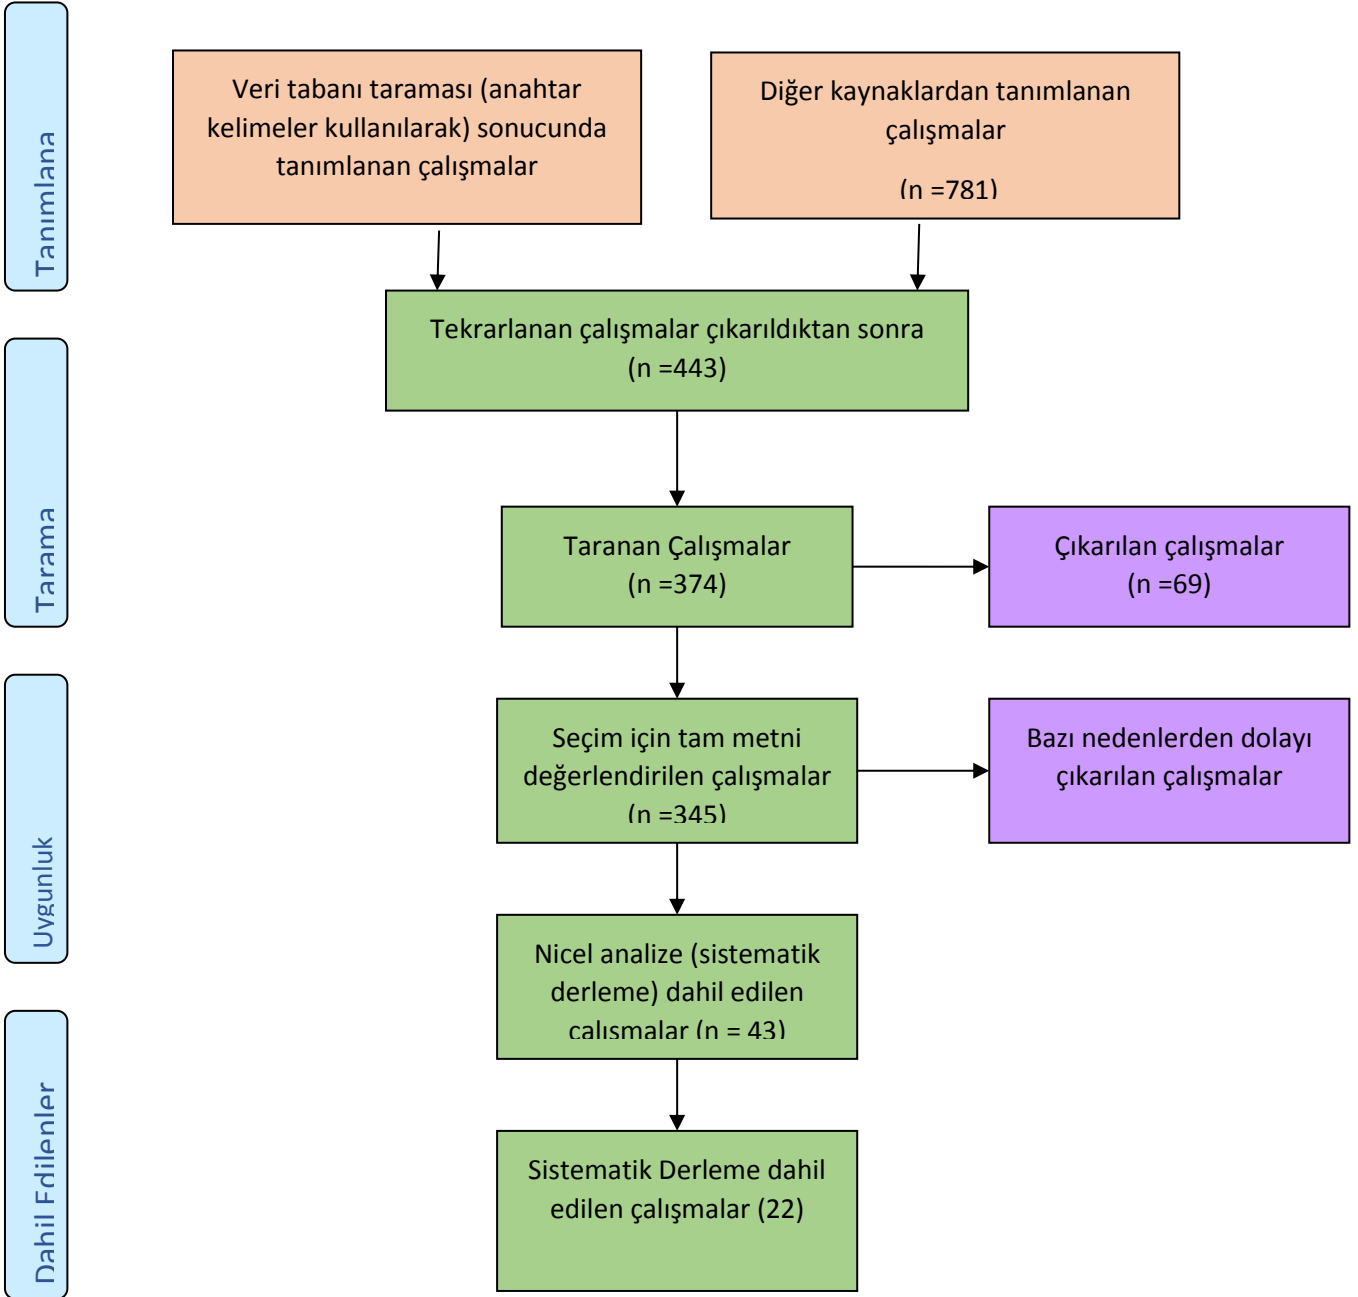 Tanımlana
Veri tabanı taraması (anahtar
kelimeler kullanılarak) sonucunda
tanımlanan çalışmalar
Diğer kaynaklardan tanımlanan
çalışmalar
(n =781)
Tekrarlanan çalışmalar çıkarıldıktan sonra
(n =443)
Tarama
Taranan Çalışmalar
(n =374)
Çıkarılan çalışmalar
(n =69)
Uygunluk
Seçim için tam metni
değerlendirilen çalışmalar
(n =345)
Bazı nedenlerden dolayı
çıkarılan çalışmalar
Nicel analize (sistematik
derleme) dahil edilen
çalışmalar (n = 43)
Dahil Edilenler
Sistematik Derleme dahil
edilen çalışmalar (22)